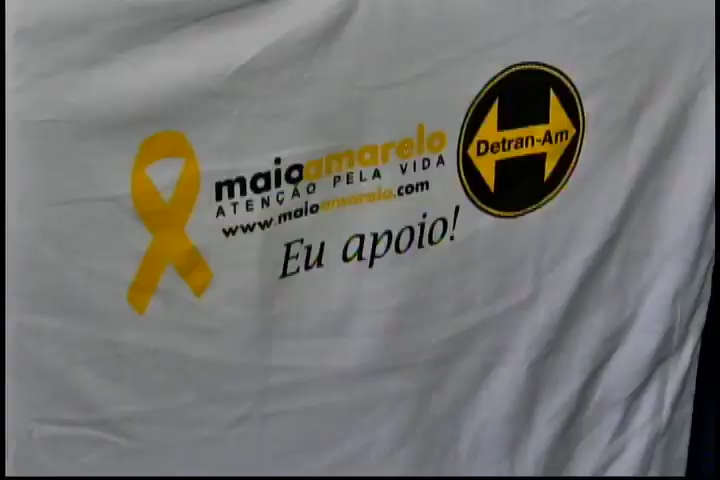 maioamarelo
ATENÇÃO PELA VIDA
www.maioamarelo.com
Eu apoio!
Detran-Am